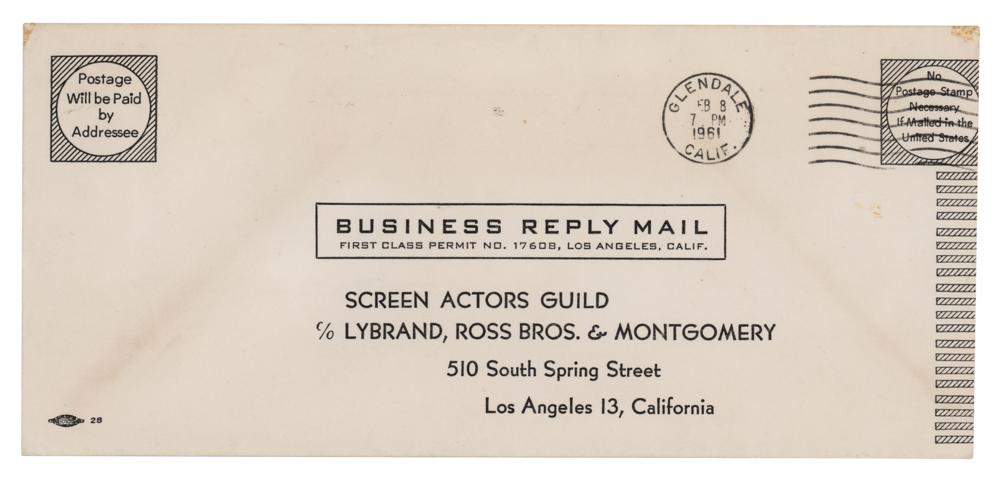 Postage
Will be Paid
by
Addressee
GLENDALE
FEB 8
7 PM
1961
CALIF.
No
Postage Stamp
Necessary
If Mailed in the
United States
BUSINESS REPLY MAIL
FIRST CLASS PERMIT NO. 17608, LOS ANGELES, CALIF.
SCREEN ACTORS GUILD
c/o LYBRAND, ROSS BROS. & MONTGOMERY
510 South Spring Street
Los Angeles 13, California
28